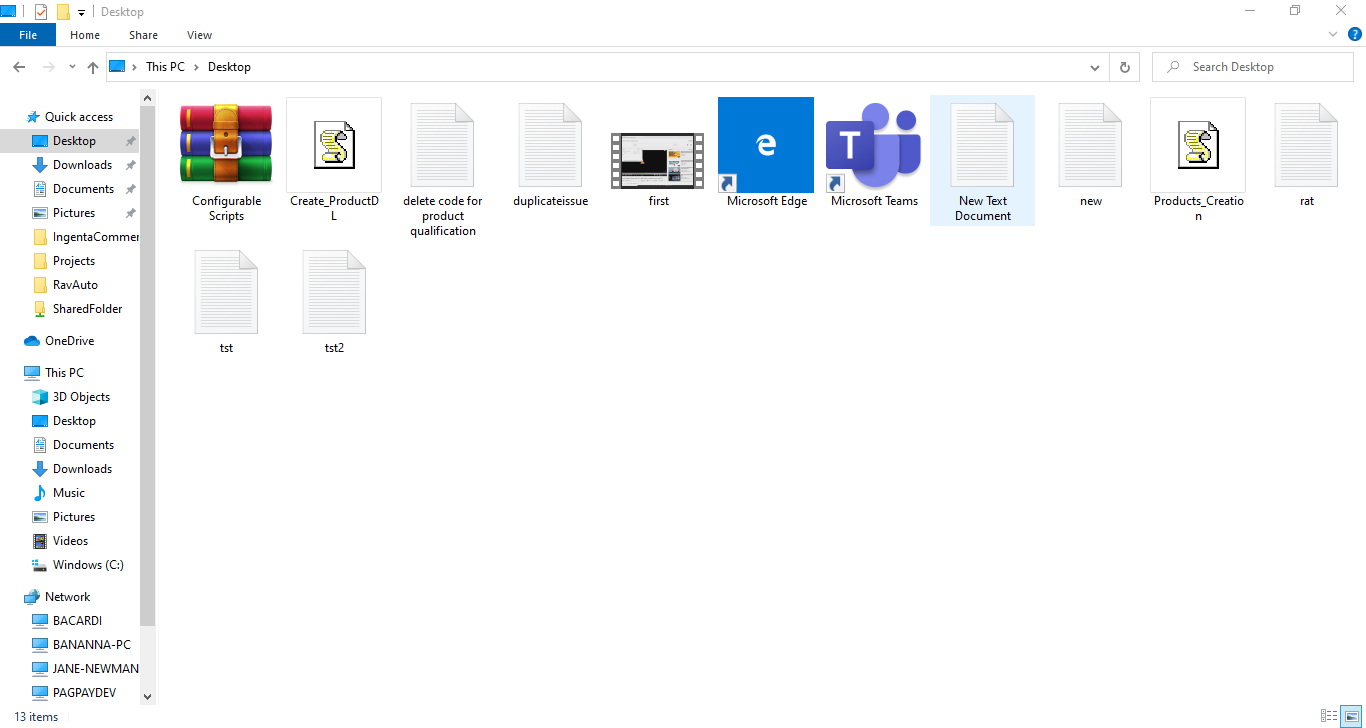 Desktop
File Home Share View
This PC Desktop
Search Desktop
Quick access
Desktop
Downloads
Documents
Pictures
IngentaCommer
Projects
RavAuto
SharedFolder
OneDrive
This PC
3D Objects
Desktop
Documents
Downloads
Music
Pictures
Videos
Windows (C:)
Network
BACARDI
BANANNA-PC
JANE-NEWMAN
PAGPAYDEV
Configurable
Scripts
Create_ProductD
L
delete code for
product
qualification
duplicateissue
first
Microsoft Edge
Microsoft Teams
New Text
Document
new
Products_Creatio
n
rat
tst
tst2
13 items